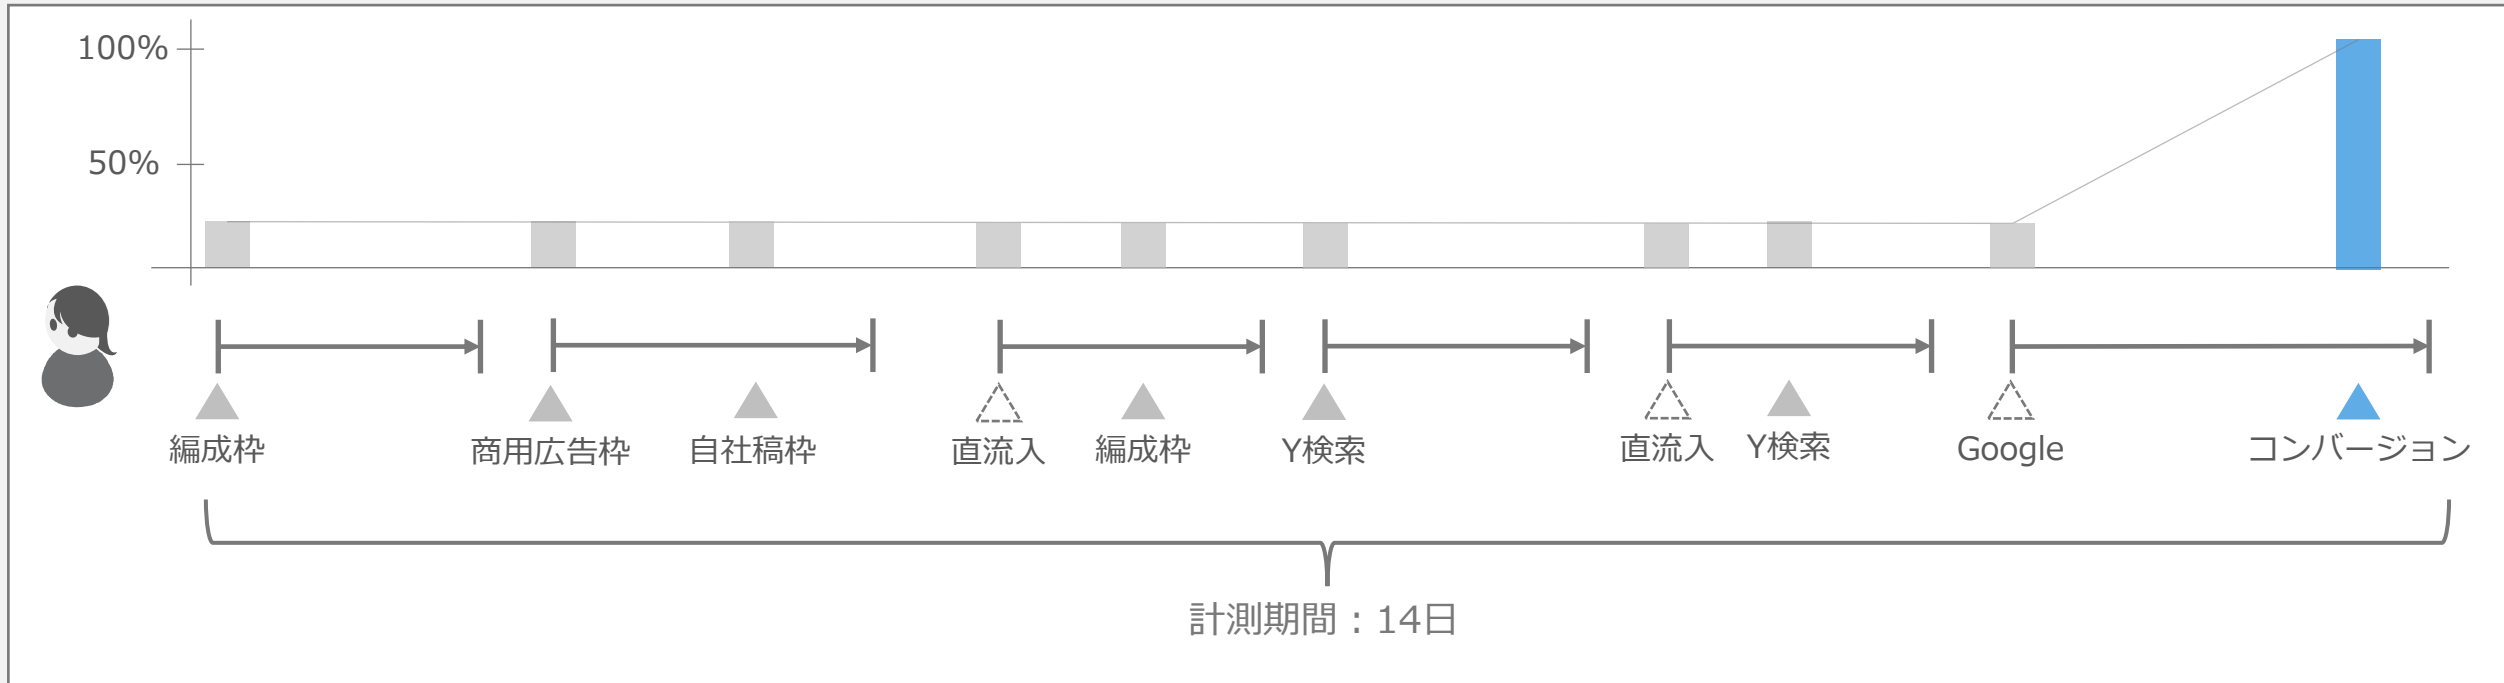 100%
50%
編成枠
商用広告枠
自社稿枠
直流入
編成枠
Y検索
直流入
Y検索
Google
コンバージョン
計測期間：14日